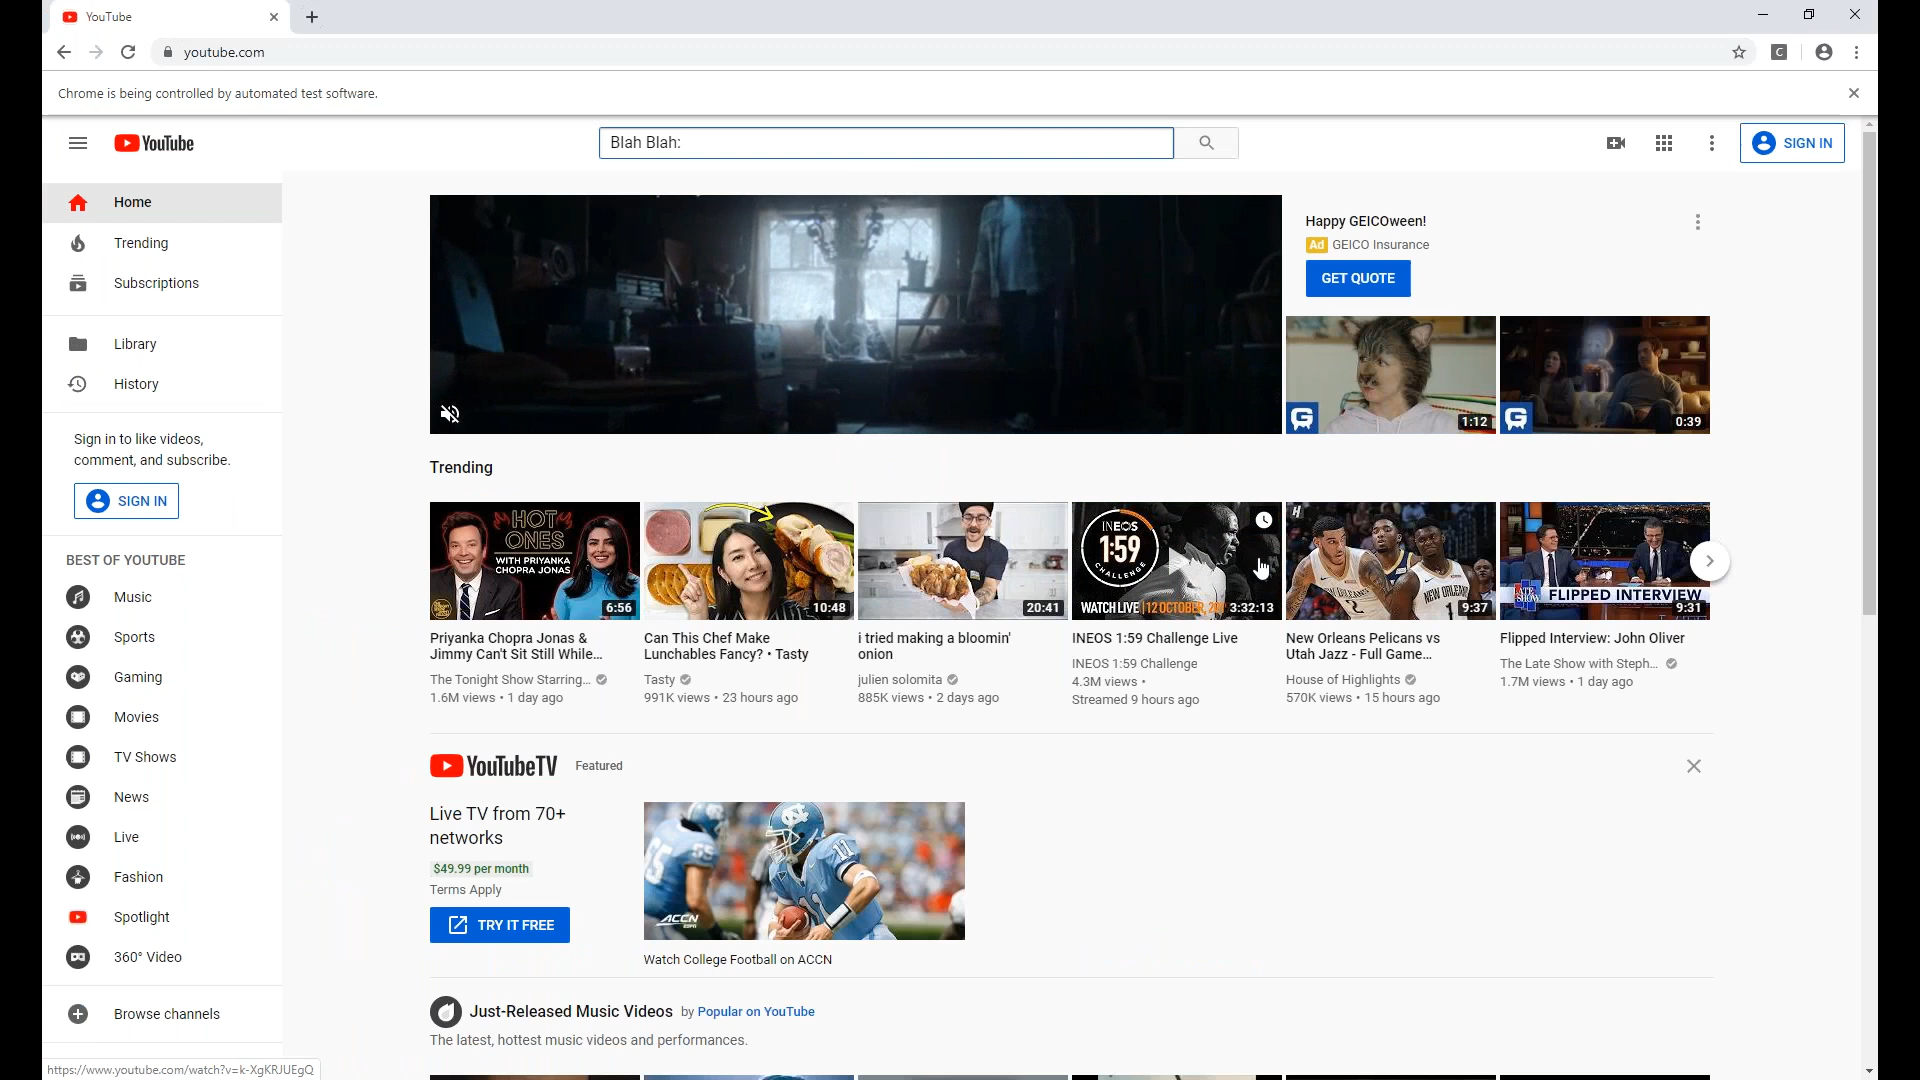 YouTube
youtube.com
Chrome is being controlled by automated test software.
YouTube
Blah Blah:
SIGN IN
Home
Trending
Subscriptions
Library
History
Sign in to like videos,
comment, and subscribe.
SIGN IN
BEST OF YOUTUBE
Music
Sports
Gaming
Movies
TV Shows
News
Live
Fashion
Spotlight
360° Video
Browse channels
https://www.youtube.com/watch?v=k-XgKRJUEgQ
Happy GEICOween!
Ad GEICO Insurance
GET QUOTE
G
1:12
G
0:39
Trending
HOT
ONES
WITH PRIYANKA
CHOPRA JONAS
6:56
Priyanka Chopra Jonas &
Jimmy Can't Sit Still While...
The Tonight Show Starring...
1.6M views • 1 day ago
10:48
Can This Chef Make
Lunchables Fancy? • Tasty
Tasty
991K views • 23 hours ago
20:41
i tried making a bloomin'
onion
julien solomita
885K views • 2 days ago
INEOS
1:59
CHALLENGE
WATCH LIVE 12 OCTOBER, 20
3:32:13
INEOS 1:59 Challenge Live
INEOS 1:59 Challenge
4.3M views •
Streamed 9 hours ago
H
NEW ORLEANS
2
1
9:37
New Orleans Pelicans vs
Utah Jazz - Full Game...
House of Highlights
570K views • 15 hours ago
LATE
SHOW
FLIPPED INTERVIEW
9:31
Flipped Interview: John Oliver
The Late Show with Steph...
1.7M views • 1 day ago
YouTubeTV Featured
Live TV from 70+
networks
$49.99 per month
Terms Apply
TRY IT FREE
55
11
ACCN
ESPN
Watch College Football on ACCN
Just-Released Music Videos by Popular on YouTube
The latest, hottest music videos and performances.